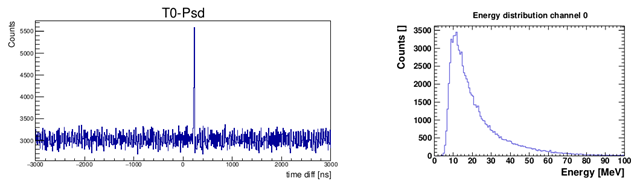 T0-Psd
Counts
5500
5000
4500
4000
3500
3000
-3000 -2000 -1000 0 1000 2000 3000
time diff [ns]
Energy distribution channel 0
Counts []
3500
3000
2500
2000
1500
1000
500
0
0 10 20 30 40 50 60 70 80 90 100
Energy [MeV]